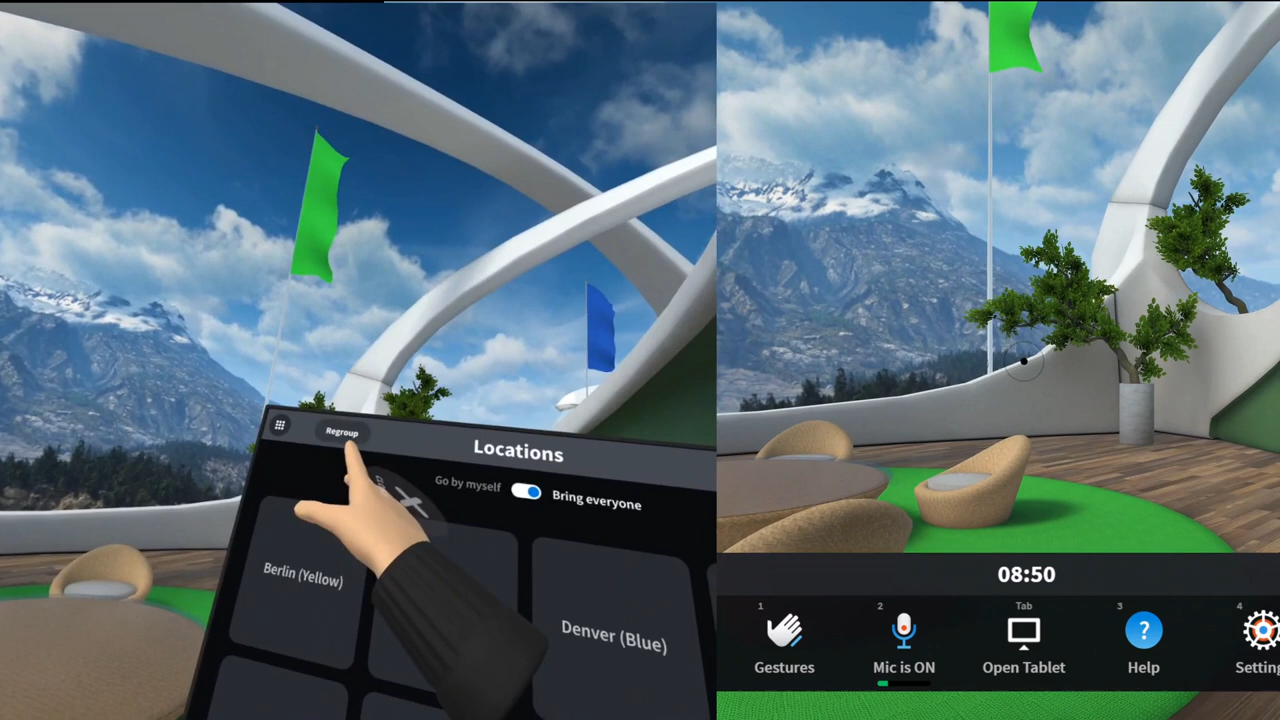 Regroup
Locations
Go by myself
Bring everyone
Berlin (Yellow)
Denver (Blue)
08:50
1
2
Tab
3
4
Gestures
Mic is ON
Open Tablet
?
Help
Setting